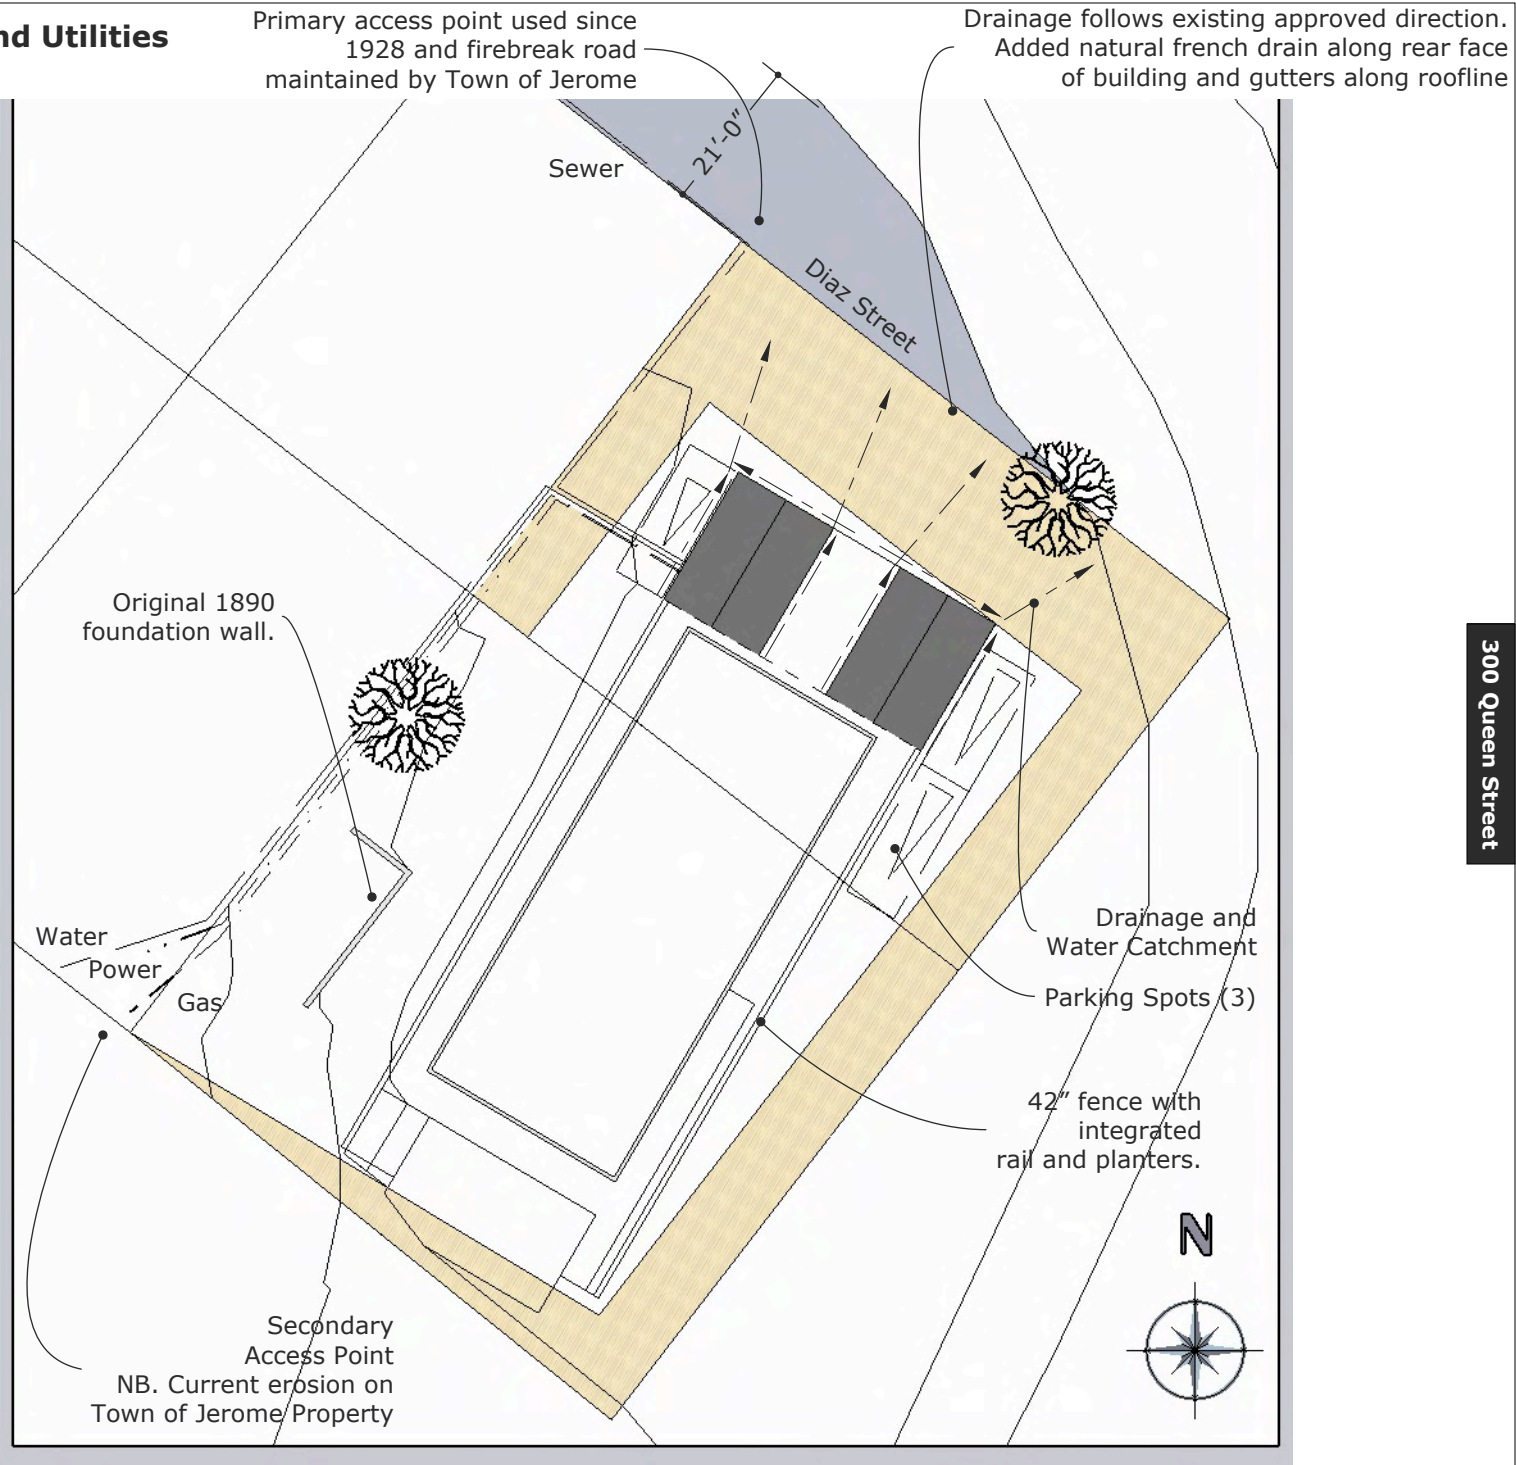 nd Utilities
Primary access point used since
1928 and firebreak road
maintained by Town of Jerome
Drainage follows existing approved direction.
Added natural french drain along rear face
of building and gutters along roofline
21'-0"
Sewer
Diaz Street
Original 1890
foundation wall.
300 Queen Street
Water
Power
Gas
Drainage and
Water Catchment
Parking Spots (3)
42” fence with
integrated
rail and planters.
N
Secondary
Access Point
NB. Current erosion on
Town of Jerome Property